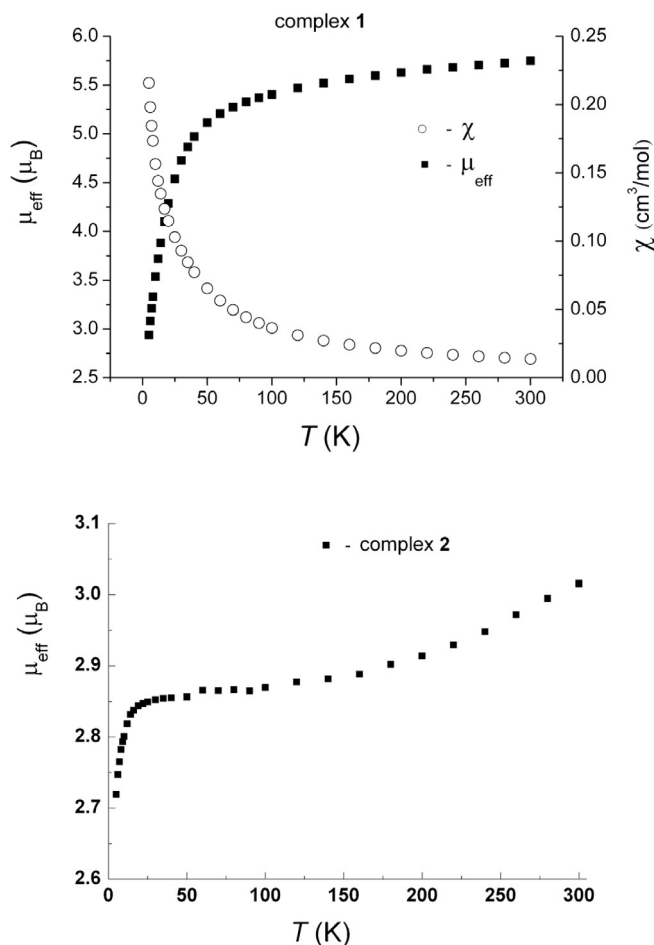 complex 1
6.0
5.5
5.0
4.5
4.0
3.5
3.0
2.5
μeff (μB)
0.25
0.20
0.15
0.10
0.05
0.00
χ (cm³/mol)
- χ
- μeff
0 50 100 150 200 250 300
T (K)
3.1
3.0
2.9
2.8
2.7
2.6
μeff (μB)
- complex 2
0 50 100 150 200 250 300
T (K)